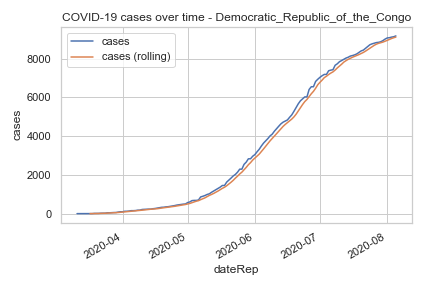 COVID-19 cases over time - Democratic_Republic_of_the_Congo
cases
cases (rolling)
8000
6000
4000
2000
0
cases
2020-04
2020-05
2020-06
2020-07
2020-08
dateRep